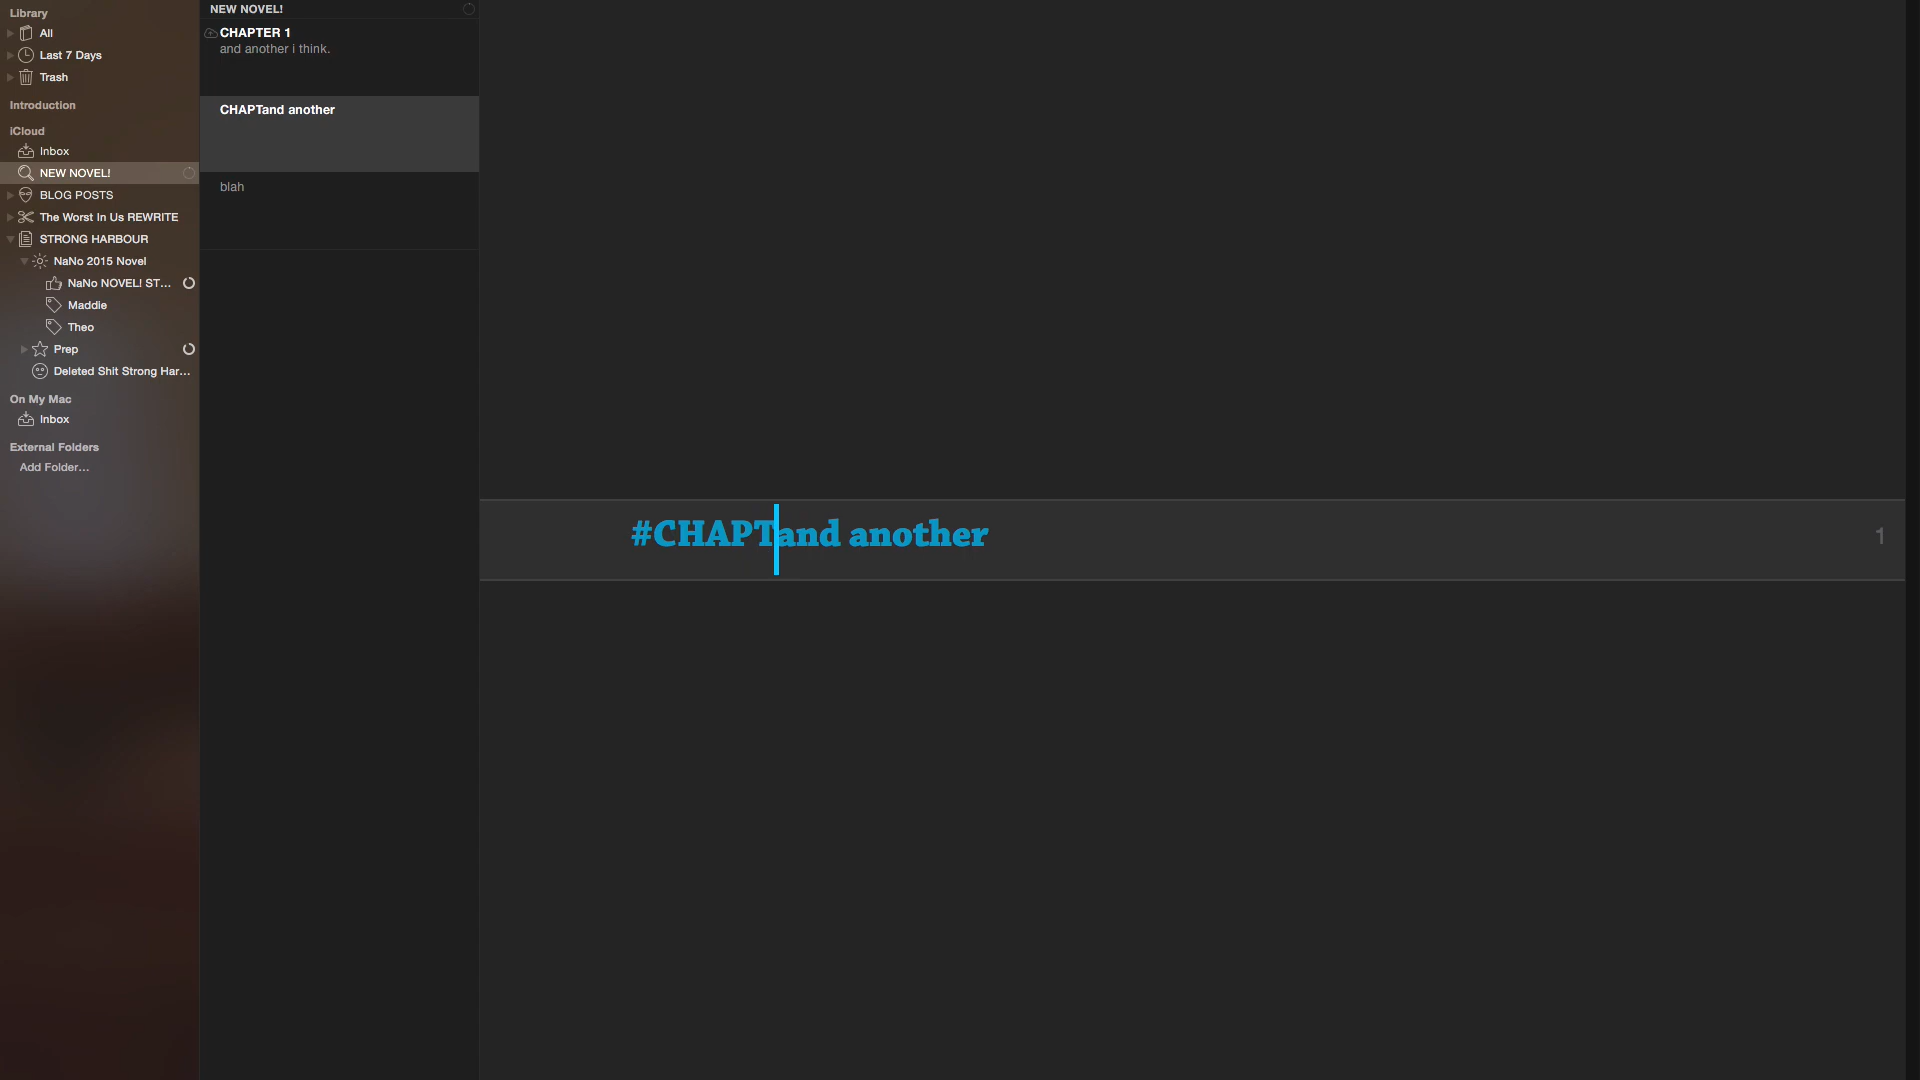 Library
All
Last 7 Days
Trash
Introduction
iCloud
Inbox
NEW NOVEL!
BLOG POSTS
The Worst In Us REWRITE
STRONG HARBOUR
NaNo 2015 Novel
NaNo NOVEL! ST...
Maddie
Theo
Prep
Deleted Shit Strong Har...
On My Mac
Inbox
External Folders
Add Folder...
NEW NOVEL!
CHAPTER 1
and another i think.
CHAPTand another
blah
#CHAPTand another
1